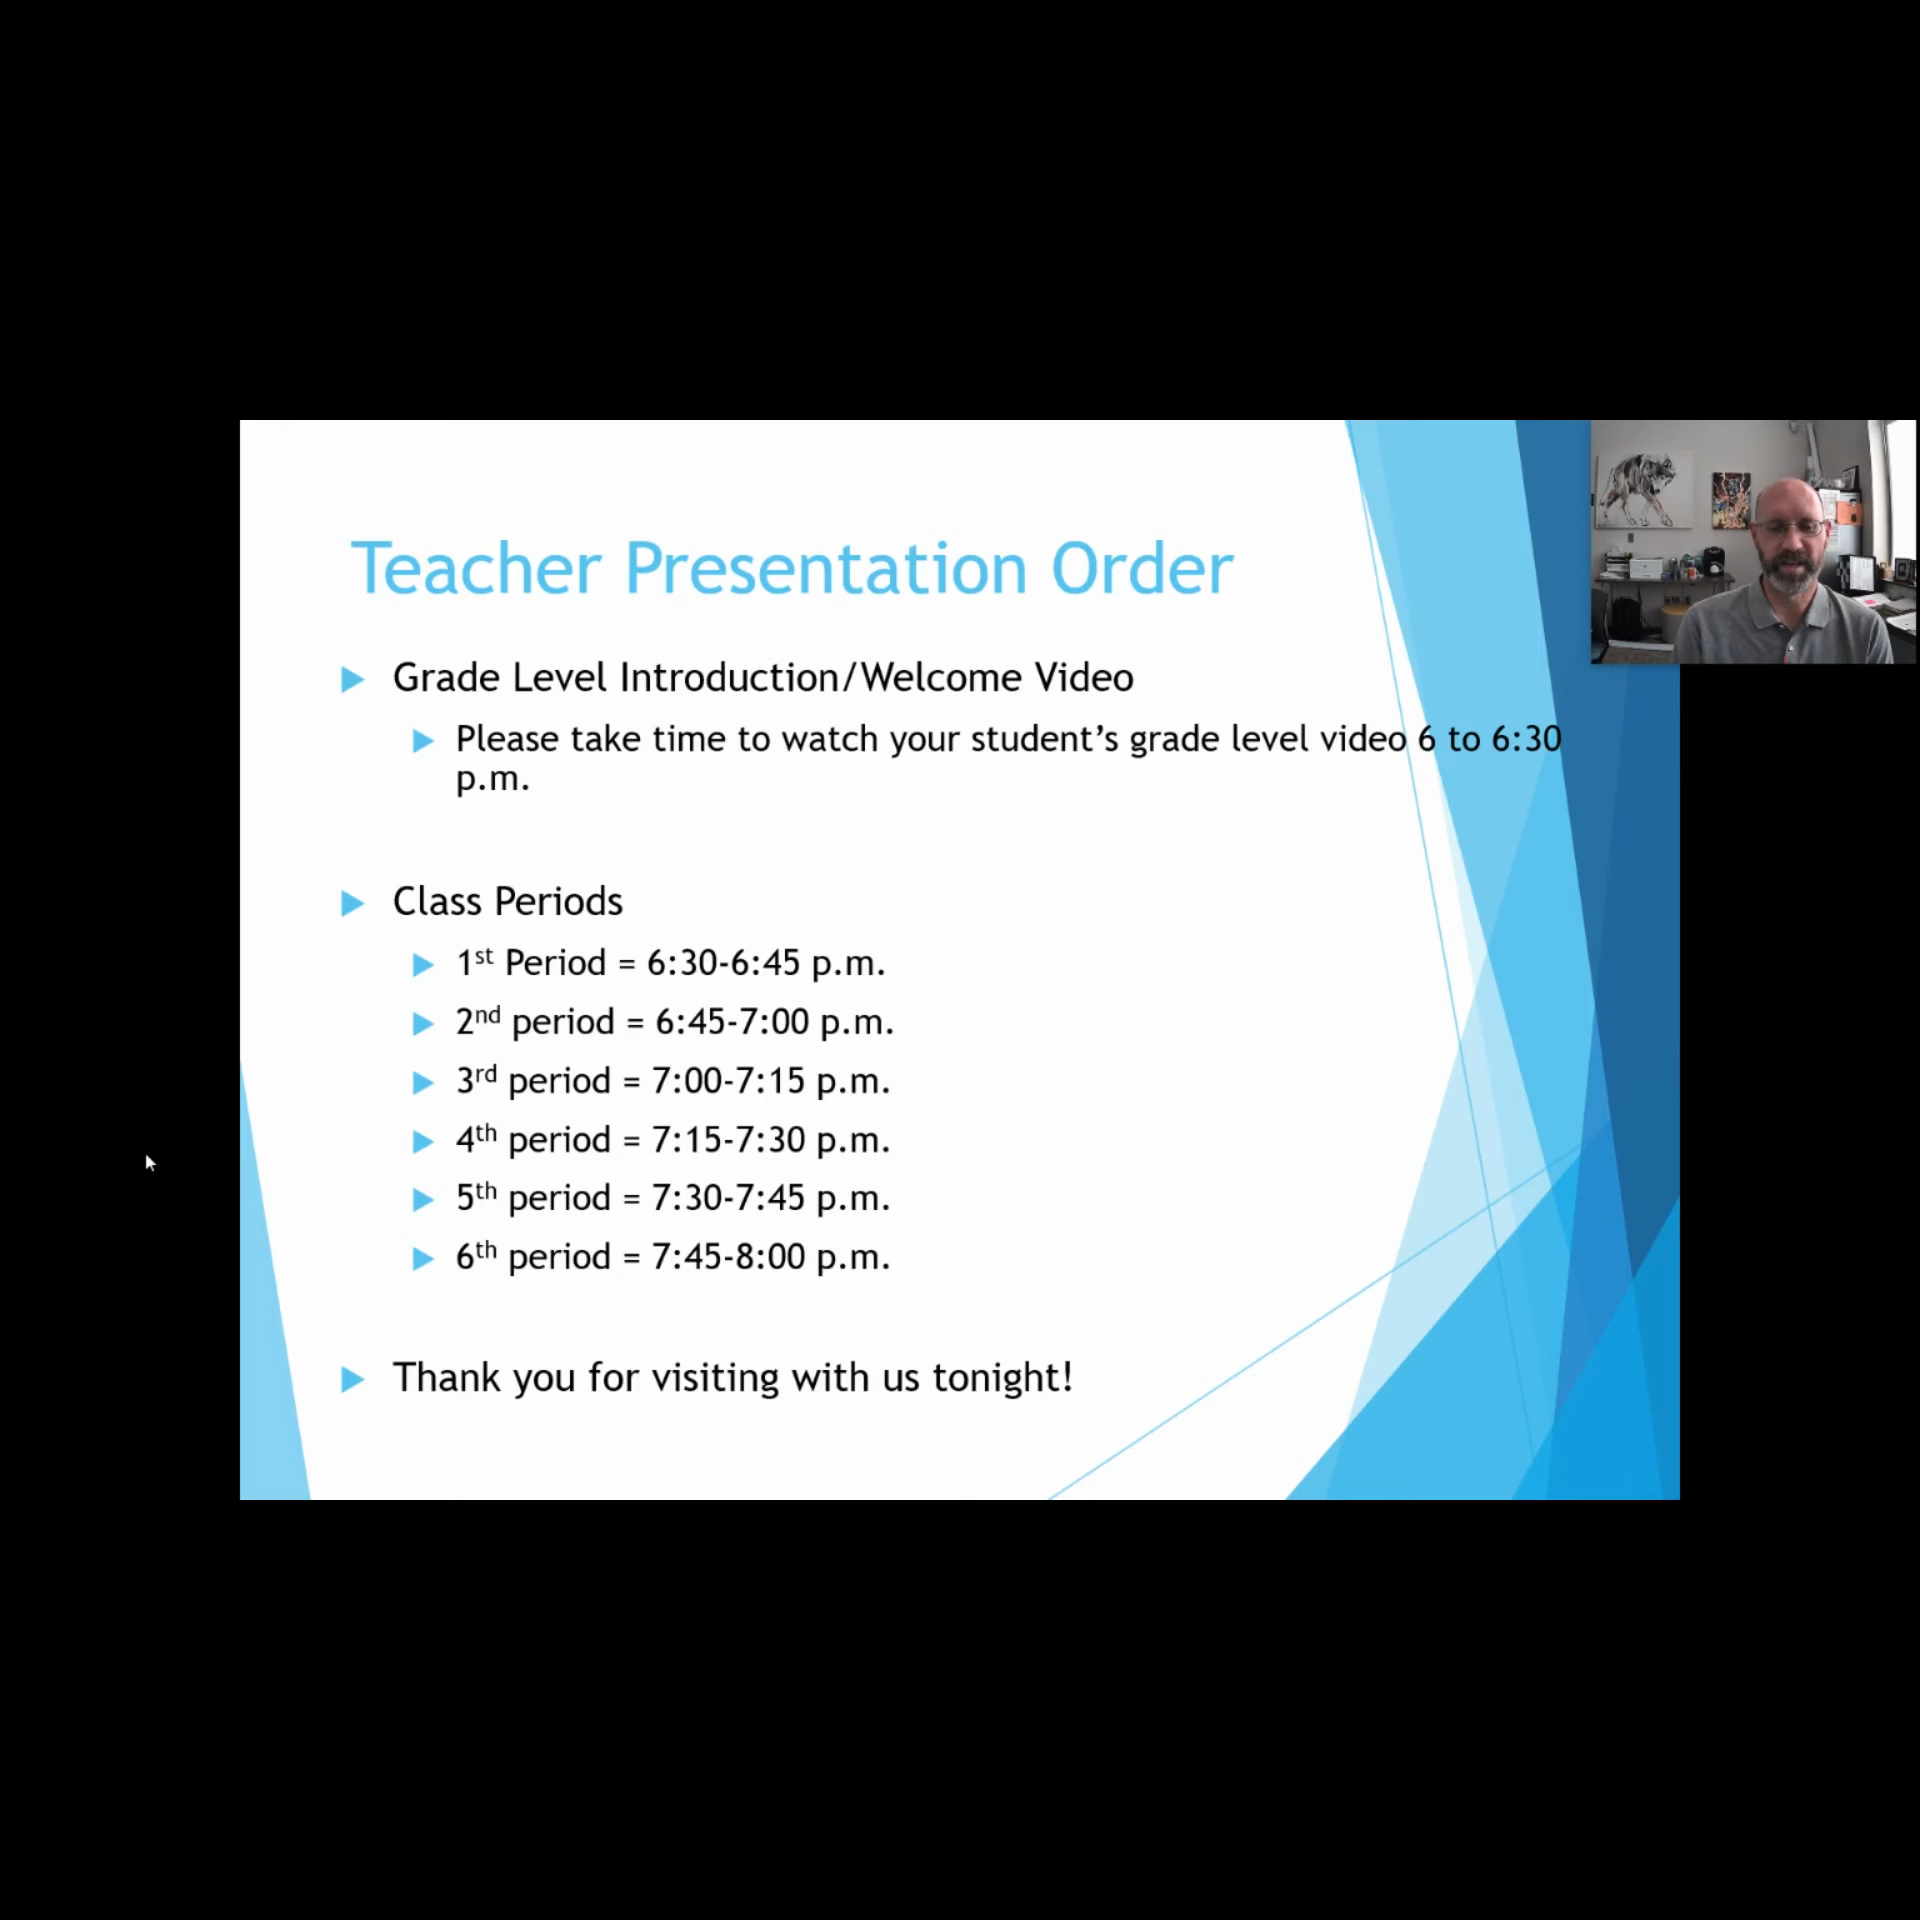 Teacher Presentation Order
Grade Level Introduction/Welcome Video
Please take time to watch your student’s grade level video 6 to 6:30
p.m.
Class Periods
1st Period = 6:30-6:45 p.m.
2nd period = 6:45-7:00 p.m.
3rd period = 7:00-7:15 p.m.
4th period = 7:15-7:30 p.m.
5th period = 7:30-7:45 p.m.
6th period = 7:45-8:00 p.m.
Thank you for visiting with us tonight!